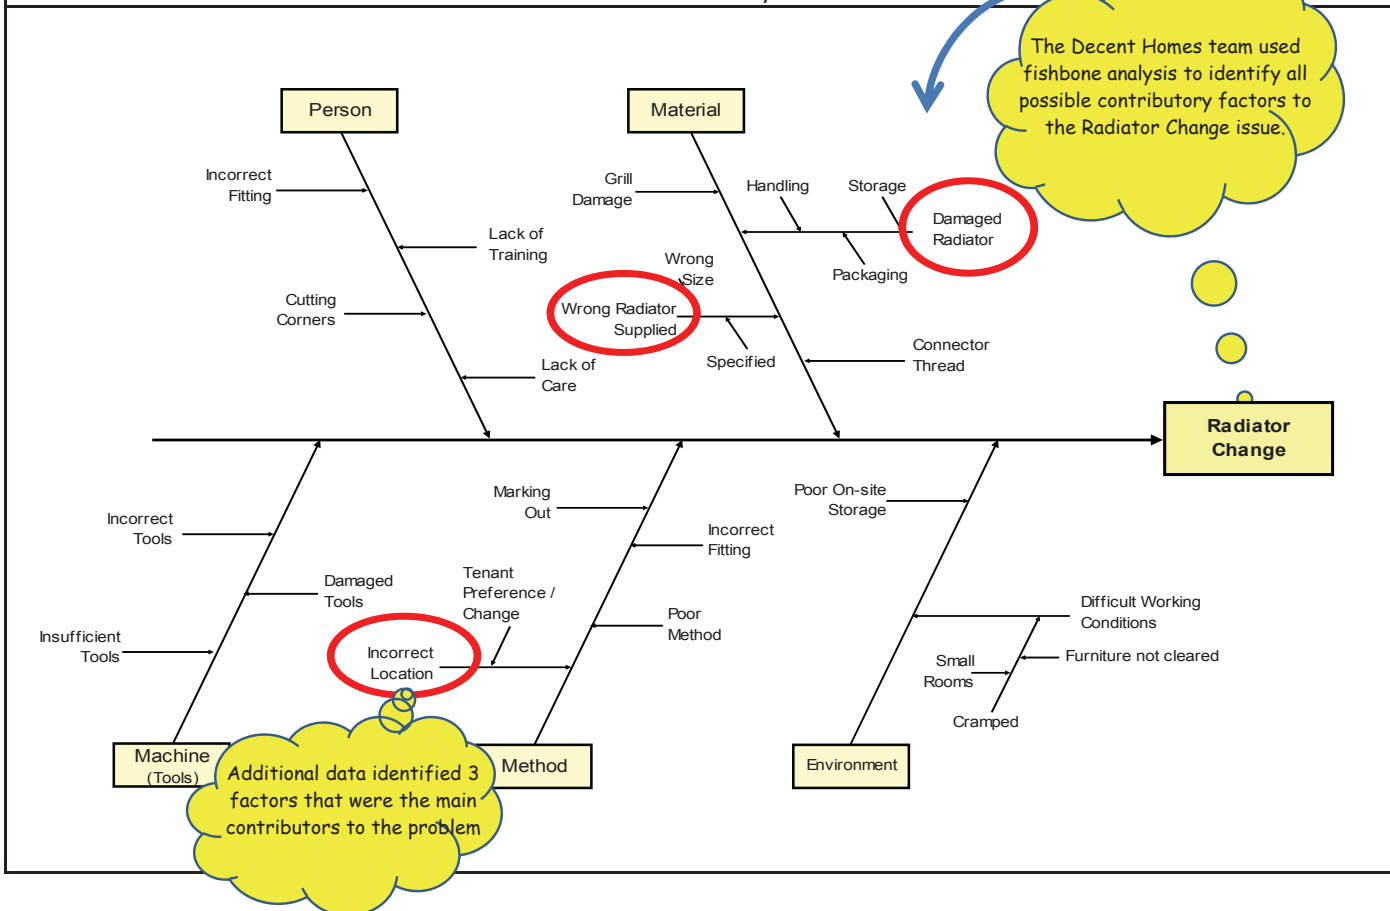 The Decent Homes team used
fishbone analysis to identify all
possible contributory factors to
the Radiator Change issue.
Person
Material
Incorrect
Fitting
Lack of
Training
Cutting
Corners
Lack of
Care
Grill
Damage
Handling
Storage
Damaged
Radiator
Packaging
Wrong
Size
Wrong Radiator
Supplied
Specified
Connector
Thread
Radiator
Change
Incorrect
Tools
Damaged
Tools
Insufficient
Tools
Marking
Out
Incorrect
Fitting
Tenant
Preference /
Change
Poor
Method
Incorrect
Location
Poor On-site
Storage
Difficult Working
Conditions
Furniture not cleared
Small
Rooms
Cramped
Machine
(Tools)
Method
Environment
Additional data identified 3
factors that were the main
contributors to the problem